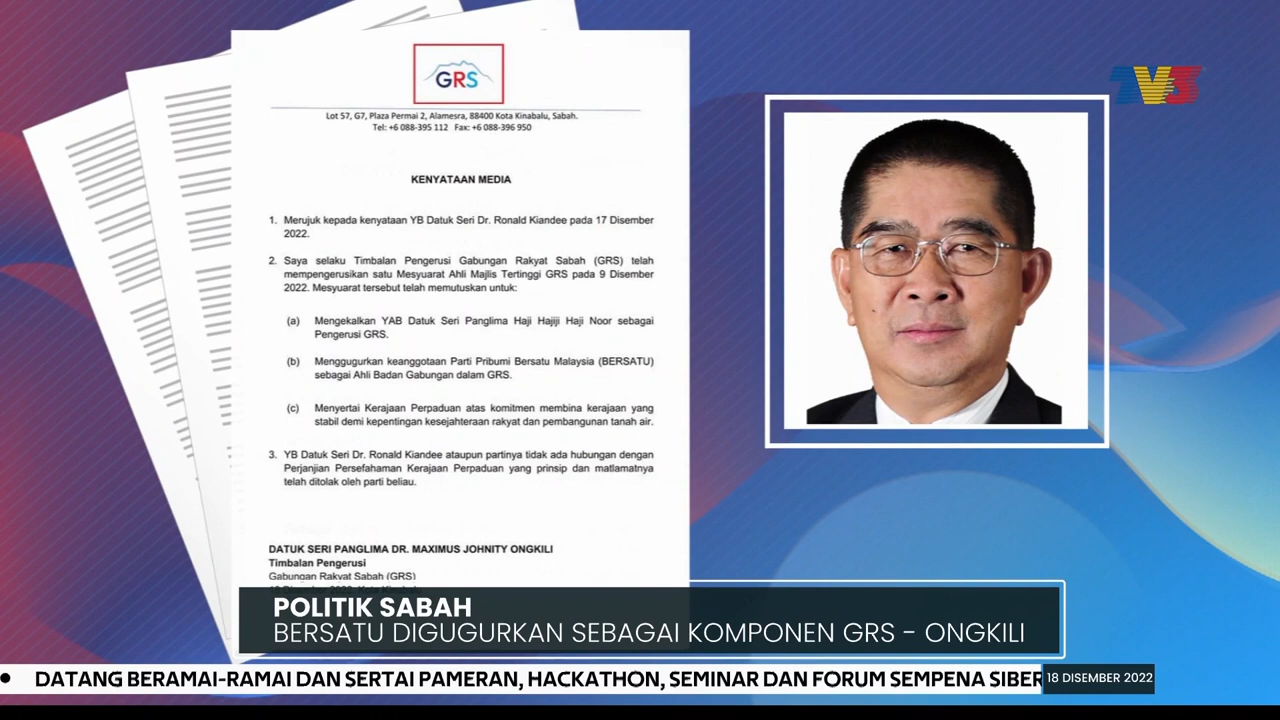 GRS
Lot 57, G7, Plaza Permai 2, Alamesra, 88400 Kota Kinabalu, Sabah.
Tel: +6 088-395 112 Fax: +6 088-396 950
KENYATAAN MEDIA
1. Merujuk kepada kenyataan YB Datuk Seri Dr. Ronald Kiandee pada 17 Disember
2022.
2. Saya selaku Timbalan Pengerusi Gabungan Rakyat Sabah (GRS) telah
mempengerusikan satu Mesyuarat Ahli Majlis Tertinggi GRS pada 9 Disember
2022. Mesyuarat tersebut telah memutuskan untuk:
(a) Mengekalkan YAB Datuk Seri Panglima Haji Hajiji Haji Noor sebagai
Pengerusi GRS.
(b) Menggugurkan keanggotaan Parti Pribumi Bersatu Malaysia (BERSATU)
sebagai Ahli Badan Gabungan dalam GRS.
(c) Menyertai Kerajaan Perpaduan atas komitmen membina kerajaan yang
stabil demi kepentingan kesejahteraan rakyat dan pembangunan tanah air.
3. YB Datuk Seri Dr. Ronald Kiandee ataupun partinya tidak ada hubungan dengan
Perjanjian Persefahaman Kerajaan Perpaduan yang prinsip dan matlamatnya
telah ditolak oleh parti beliau.
DATUK SERI PANGLIMA DR. MAXIMUS JOHNITY ONGKILI
Timbalan Pengerusi
Gabungan Rakyat Sabah (GRS)
TV3
POLITIK SABAH
BERSATU DIGUGURKAN SEBAGAI KOMPONEN GRS - ONGKILI
• DATANG BERAMAI-RAMAI DAN SERTAI PAMERAN, HACKATHON, SEMINAR DAN FORUM SEMPENA SIBER
18 DISEMBER 2022